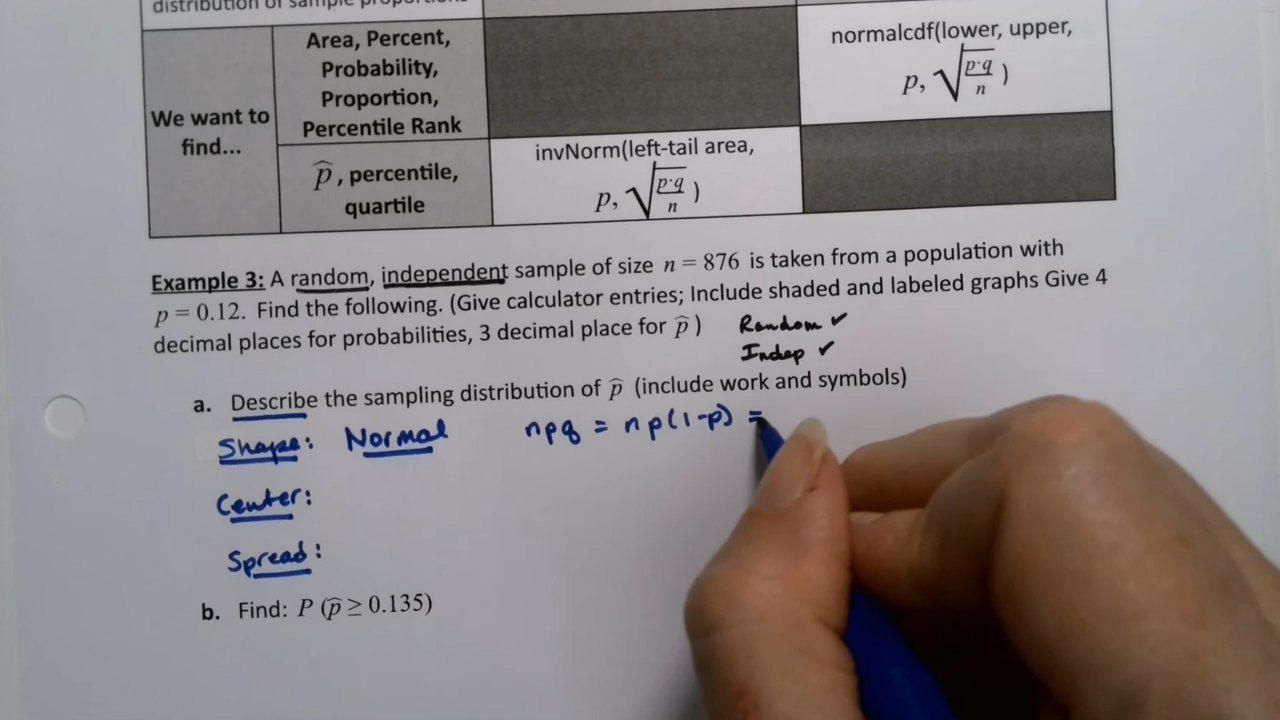 distribution of sample proportions
Area, Percent,
Probability,
Proportion,
Percentile Rank
We want to
find...
normalcdf(lower, upper,
p, √(p·q/n) )
p̂, percentile,
quartile
invNorm(left-tail area,
p, √(p·q/n) )
Example 3: A random, independent sample of size n = 876 is taken from a population with
p = 0.12. Find the following. (Give calculator entries; Include shaded and labeled graphs Give 4
decimal places for probabilities, 3 decimal place for p̂ )
Random ✓
Indep ✓
a. Describe the sampling distribution of p̂ (include work and symbols)
Shape: Normal npq = np(1-p) =
Center:
Spread:
b. Find: P (p̂ ≥ 0.135)